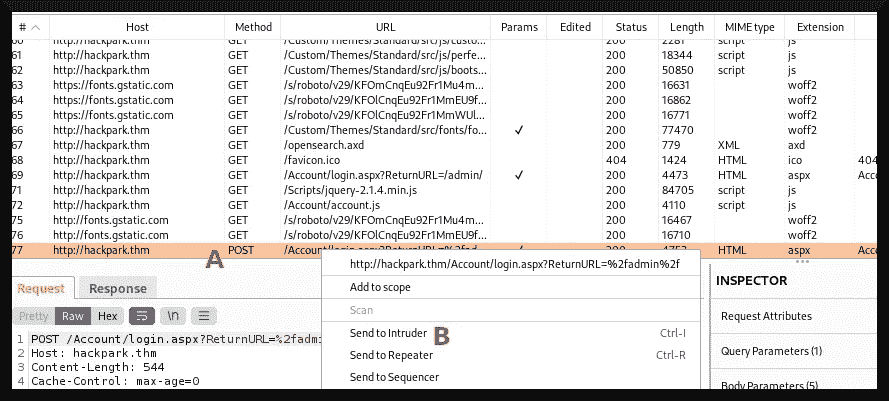 # Host Method URL Params Edited Status Length MIME type Extension
60 http://hackpark.thm GET /Custom/Themes/Standard/src/js/custo... 200 2281 script js
61 http://hackpark.thm GET /Custom/Themes/Standard/src/js/perfe... 200 18344 script js
62 http://hackpark.thm GET /Custom/Themes/Standard/src/js/boots... 200 50850 script js
63 https://fonts.gstatic.com GET /s/roboto/v29/KFOmCnqEu92Fr1Mu4m... 200 16631 woff2
64 https://fonts.gstatic.com GET /s/roboto/v29/KFOlCnqEu92Fr1MmEU9f... 200 16862 woff2
65 https://fonts.gstatic.com GET /s/roboto/v29/KFOlCnqEu92Fr1MmWUl... 200 16771 woff2
66 http://hackpark.thm GET /Custom/Themes/Standard/src/fonts/fo... ✓ 200 77470 woff2
67 http://hackpark.thm GET /opensearch.axd 200 779 XML axd
68 http://hackpark.thm GET /favicon.ico 404 1424 HTML ico 404
69 http://hackpark.thm GET /Account/login.aspx?ReturnURL=/admin/ ✓ 200 4473 HTML aspx Acco
71 http://hackpark.thm GET /Scripts/jquery-2.1.4.min.js 200 84705 script js
72 http://hackpark.thm GET /Account/account.js 200 4110 script js
75 http://fonts.gstatic.com GET /s/roboto/v29/KFOmCnqEu92Fr1Mu4m... 200 16467 woff2
76 http://fonts.gstatic.com GET /s/roboto/v29/KFOlCnqEu92Fr1MmEU9f... 200 16710 woff2
77 http://hackpark.thm POST /Account/login.aspx?ReturnURL=%2fad... ✓ 200 4753 HTML aspx Acco
A
http://hackpark.thm/Account/login.aspx?ReturnURL=%2fadmin%2f
Add to scope
Scan
Send to Intruder B Ctrl-I
Send to Repeater Ctrl-R
Send to Sequencer
Request Response
Pretty Raw Hex \n
1 POST /Account/login.aspx?ReturnURL=%2fadmi
2 Host: hackpark.thm
3 Content-Length: 544
4 Cache-Control: max-age=0
INSPECTOR
Request Attributes
Query Parameters (1)
Body Parameters (5)